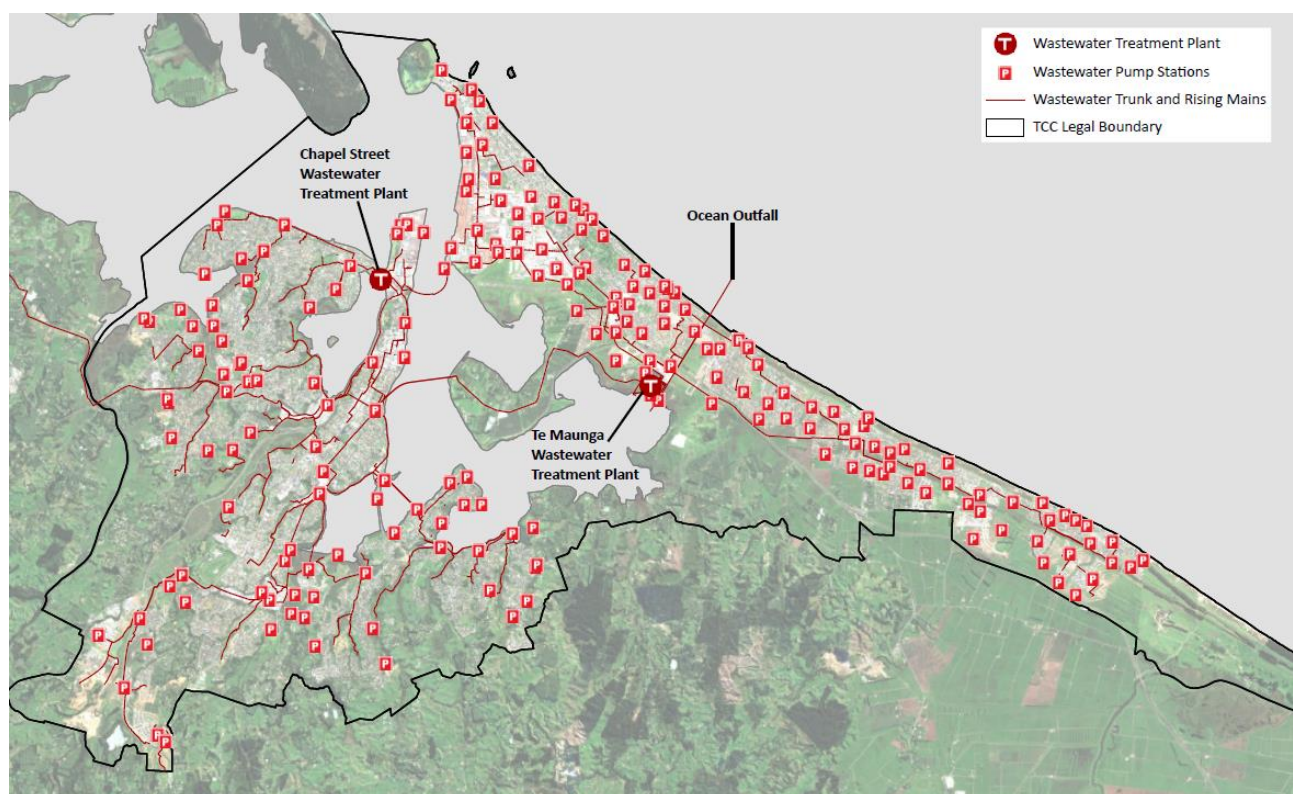 T Wastewater Treatment Plant
P Wastewater Pump Stations
Wastewater Trunk and Rising Mains
TCC Legal Boundary
Chapel Street
Wastewater
Treatment Plant
Ocean Outfall
Te Maunga
Wastewater
Treatment Plant